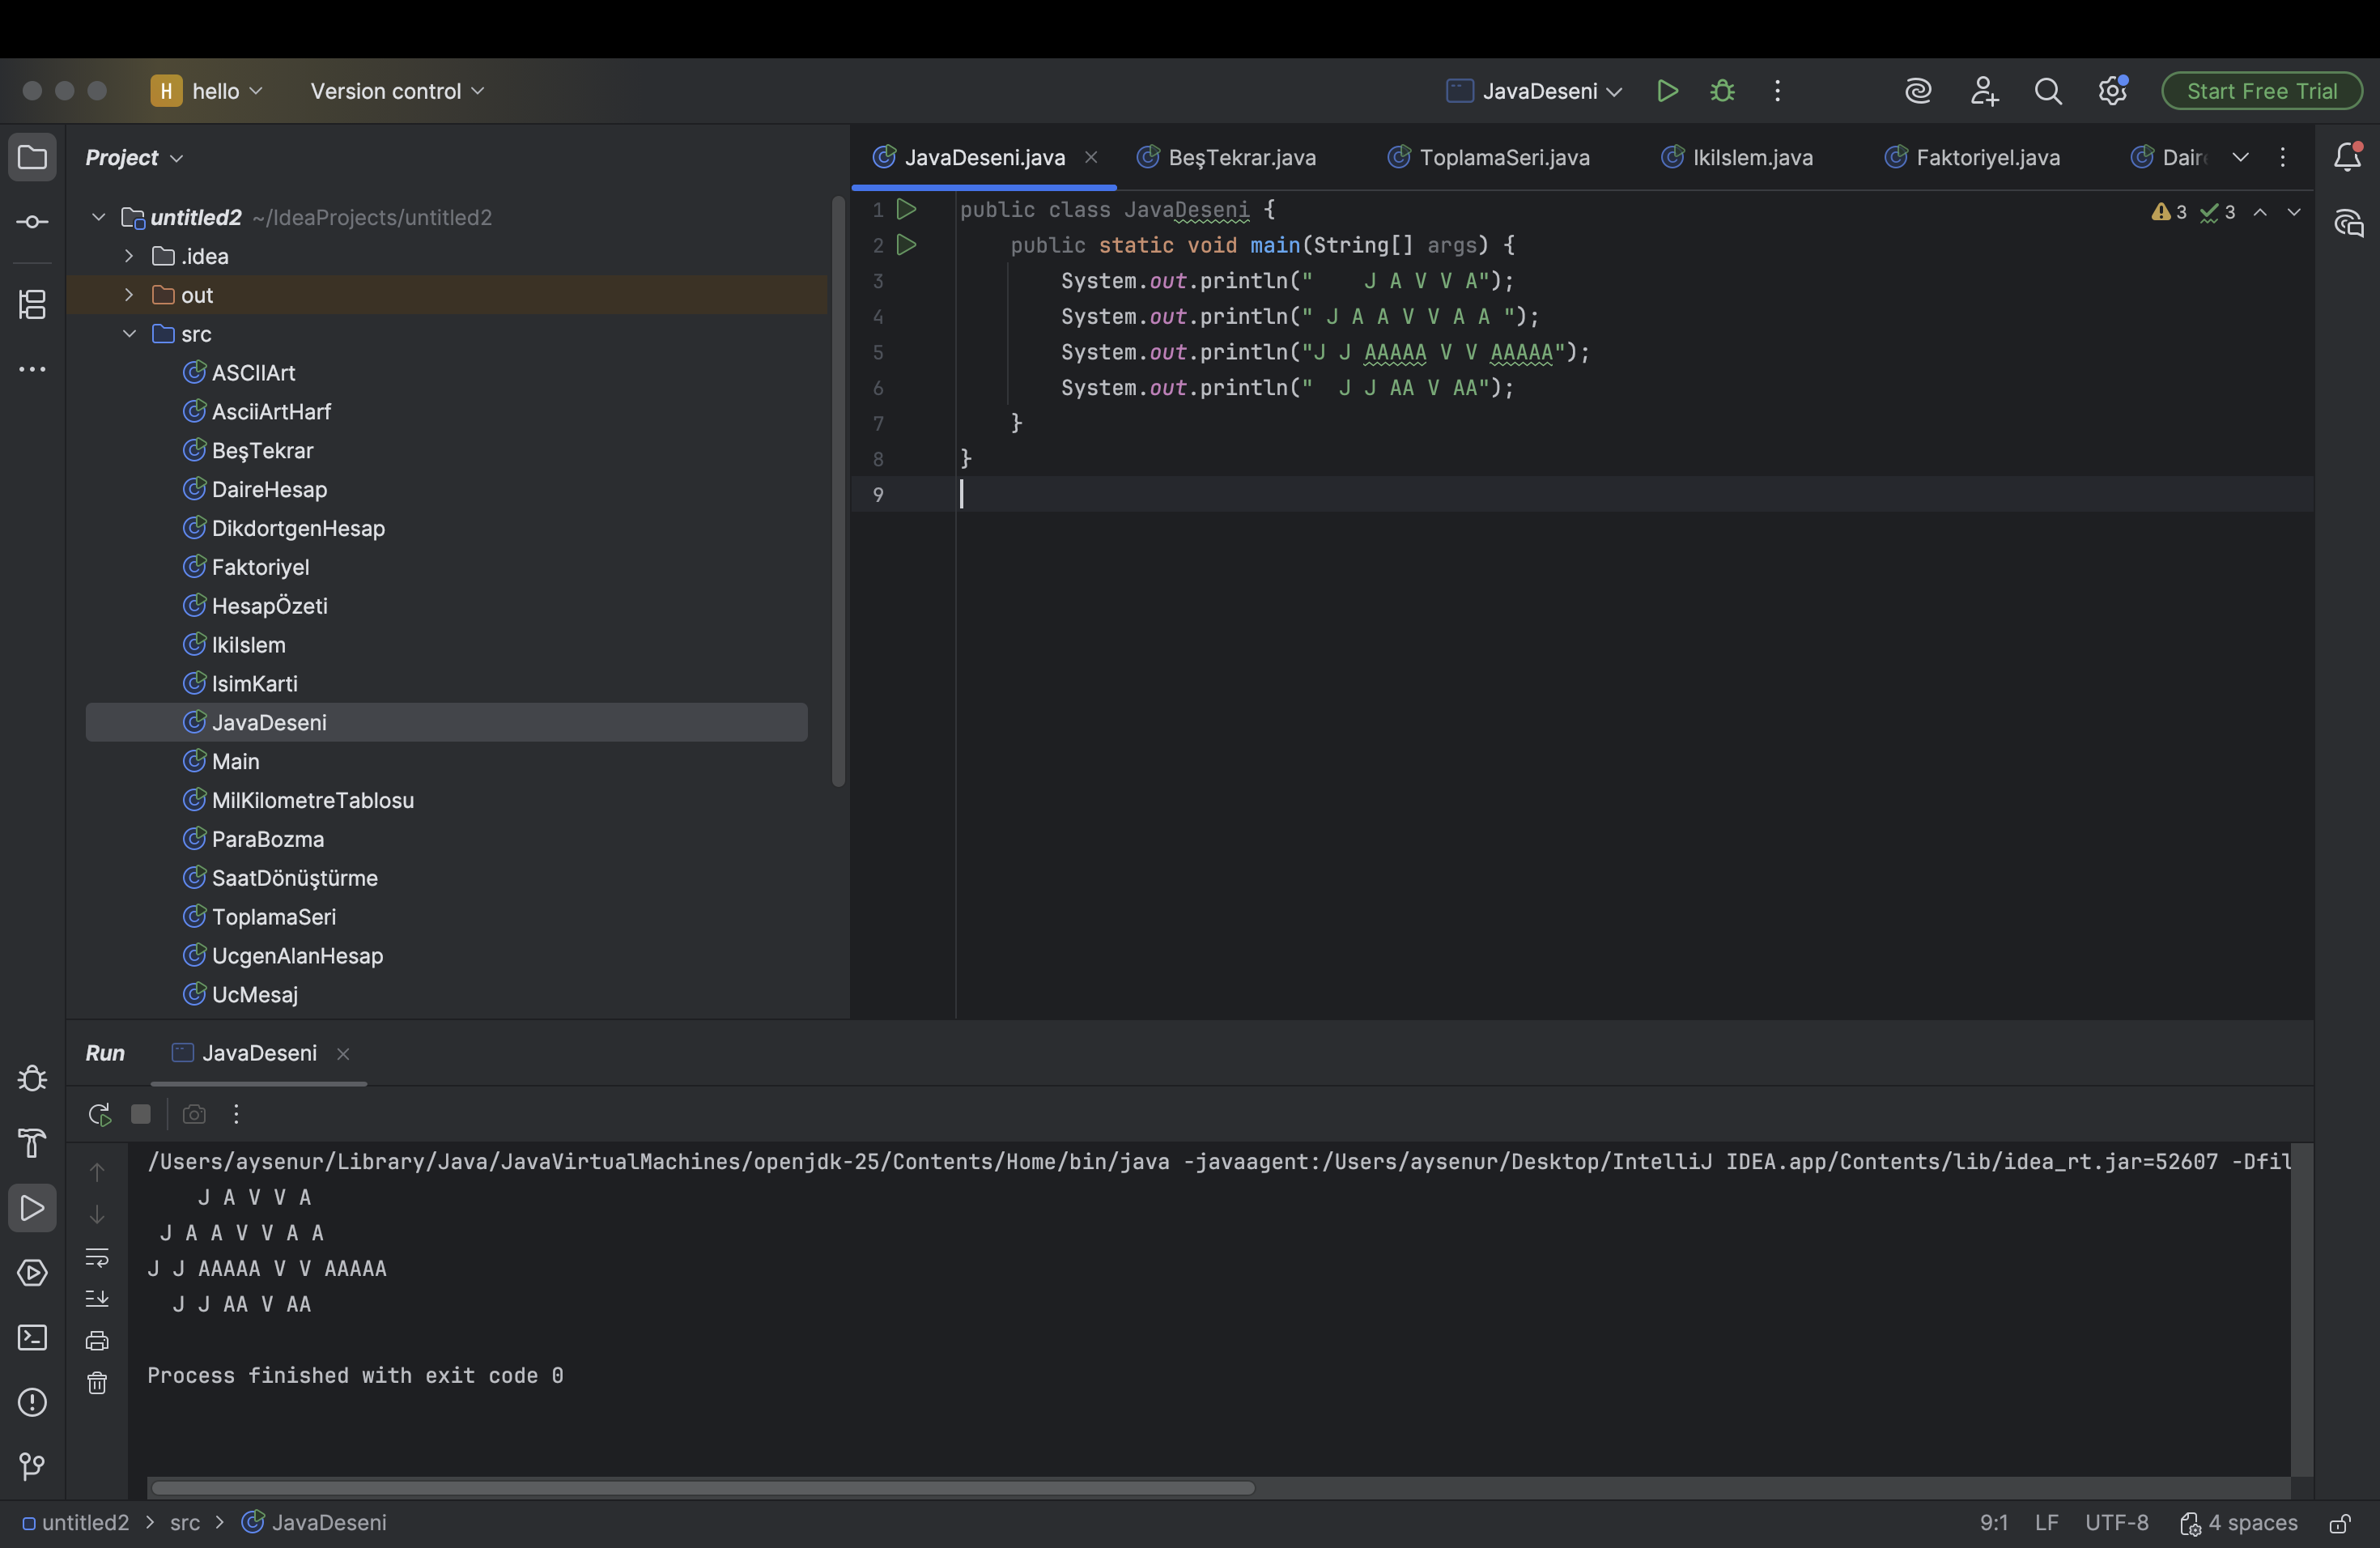 H hello Version control JavaDeseni Start Free Trial
Project
untitled2 ~/IdeaProjects/untitled2
.idea
out
src
ASCIIArt
AsciiArtHarf
BeşTekrar
DaireHesap
DikdortgenHesap
Faktoriyel
HesapÖzeti
IkiIslem
IsimKarti
JavaDeseni
Main
MilKilometreTablosu
ParaBozma
SaatDönüştürme
ToplamaSeri
UcgenAlanHesap
UcMesaj
JavaDeseni.java BeşTekrar.java ToplamaSeri.java IkiIslem.java Faktoriyel.java Dair
3 3
1 public class JavaDeseni {
2     public static void main(String[] args) {
3         System.out.println("    J A V V A");
4         System.out.println(" J A A V V A A ");
5         System.out.println("J J AAAAA V V AAAAA");
6         System.out.println("  J J AA V AA");
7     }
8 }
9
Run JavaDeseni
/Users/aysenur/Library/Java/JavaVirtualMachines/openjdk-25/Contents/Home/bin/java -javaagent:/Users/aysenur/Desktop/IntelliJ IDEA.app/Contents/lib/idea_rt.jar=52607 -Dfil
    J A V V A
 J A A V V A A
J J AAAAA V V AAAAA
  J J AA V AA
Process finished with exit code 0
untitled2 > src > JavaDeseni 9:1 LF UTF-8 4 spaces